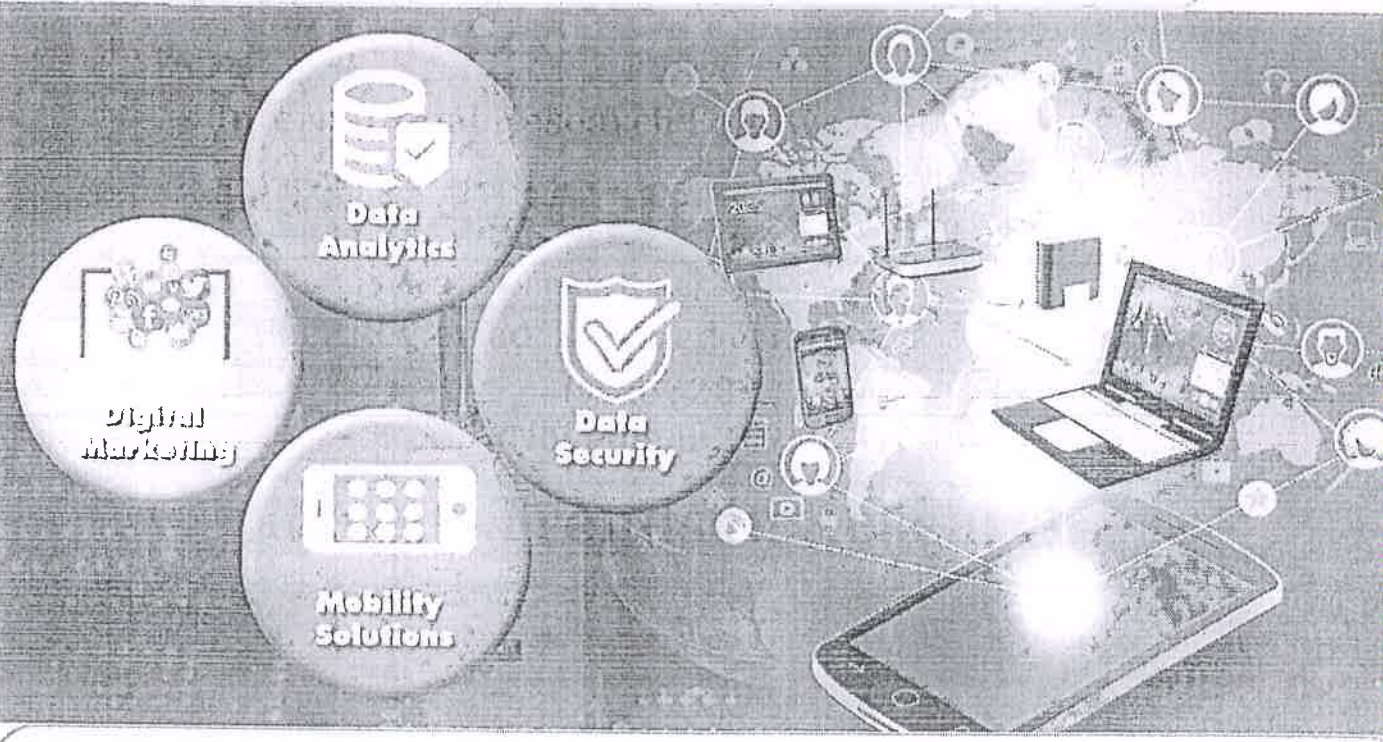 Data
Analytics
Digital
Marketing
Data
Security
Mobility
Solutions
@